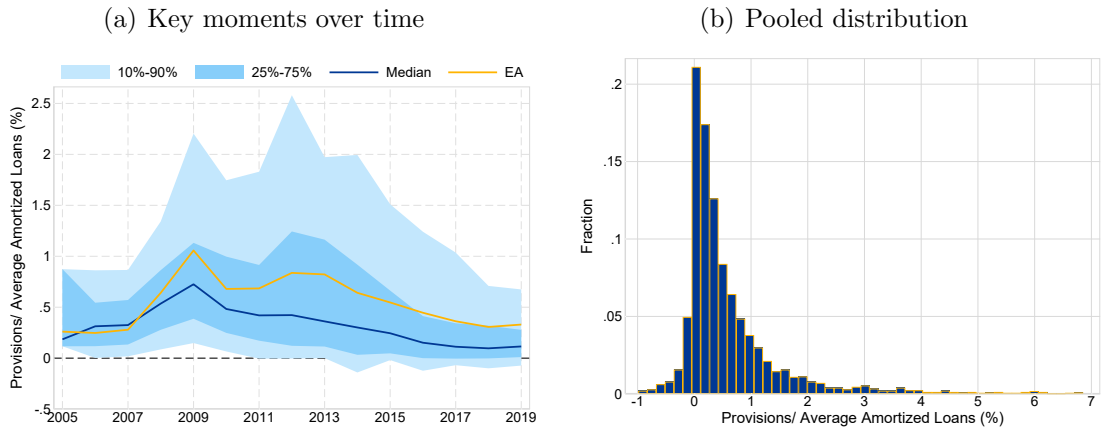 (a) Key moments over time
10%-90% 25%-75% Median EA
Provisions/ Average Amortized Loans (%)
2.5
2
1.5
1
.5
0
-.5
2005 2007 2009 2011 2013 2015 2017 2019
(b) Pooled distribution
Fraction
.2
.15
.1
.05
0
-1 0 1 2 3 4 5 6 7
Provisions/ Average Amortized Loans (%)